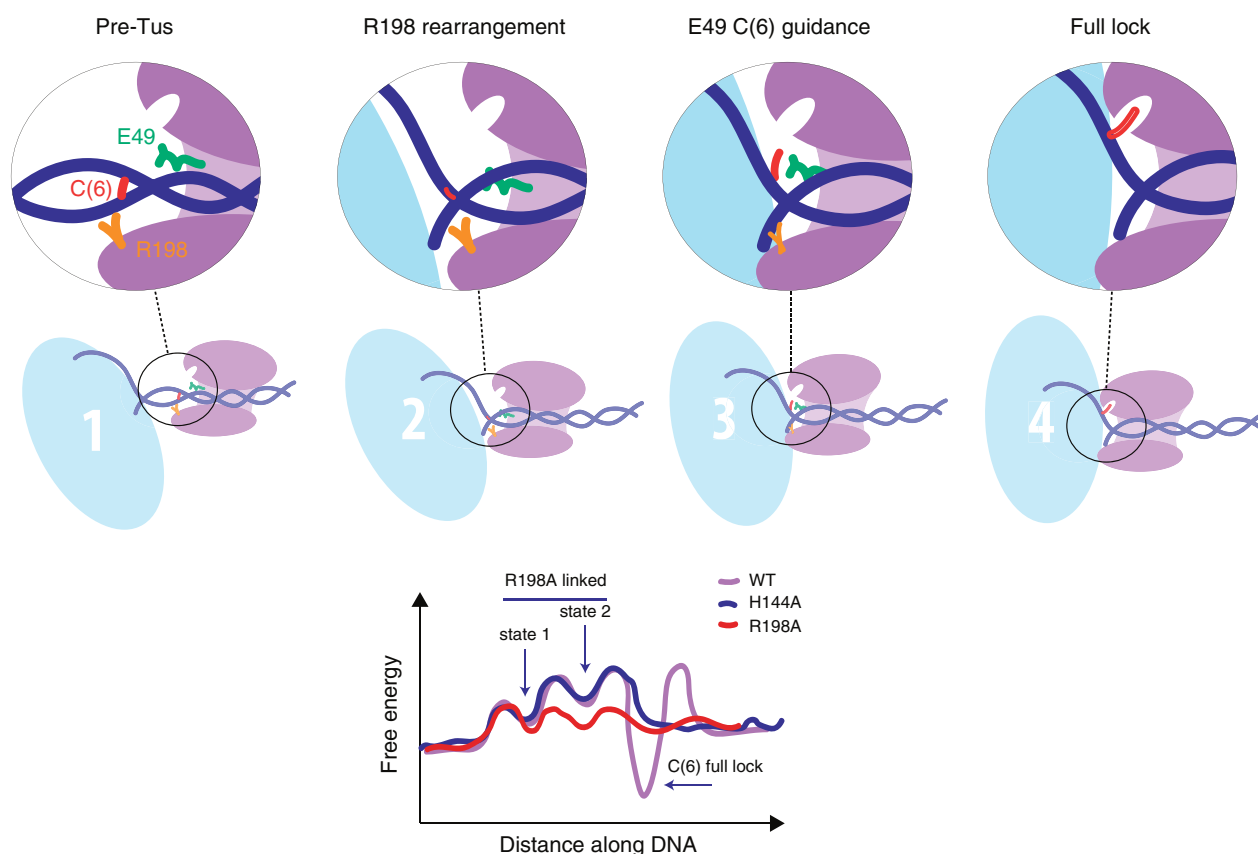 Pre-Tus
R198 rearrangement
E49 C(6) guidance
Full lock
E49
C(6)
R198
1
2
3
4
R198A linked
state 1
state 2
WT
H144A
R198A
Free energy
C(6) full lock
Distance along DNA